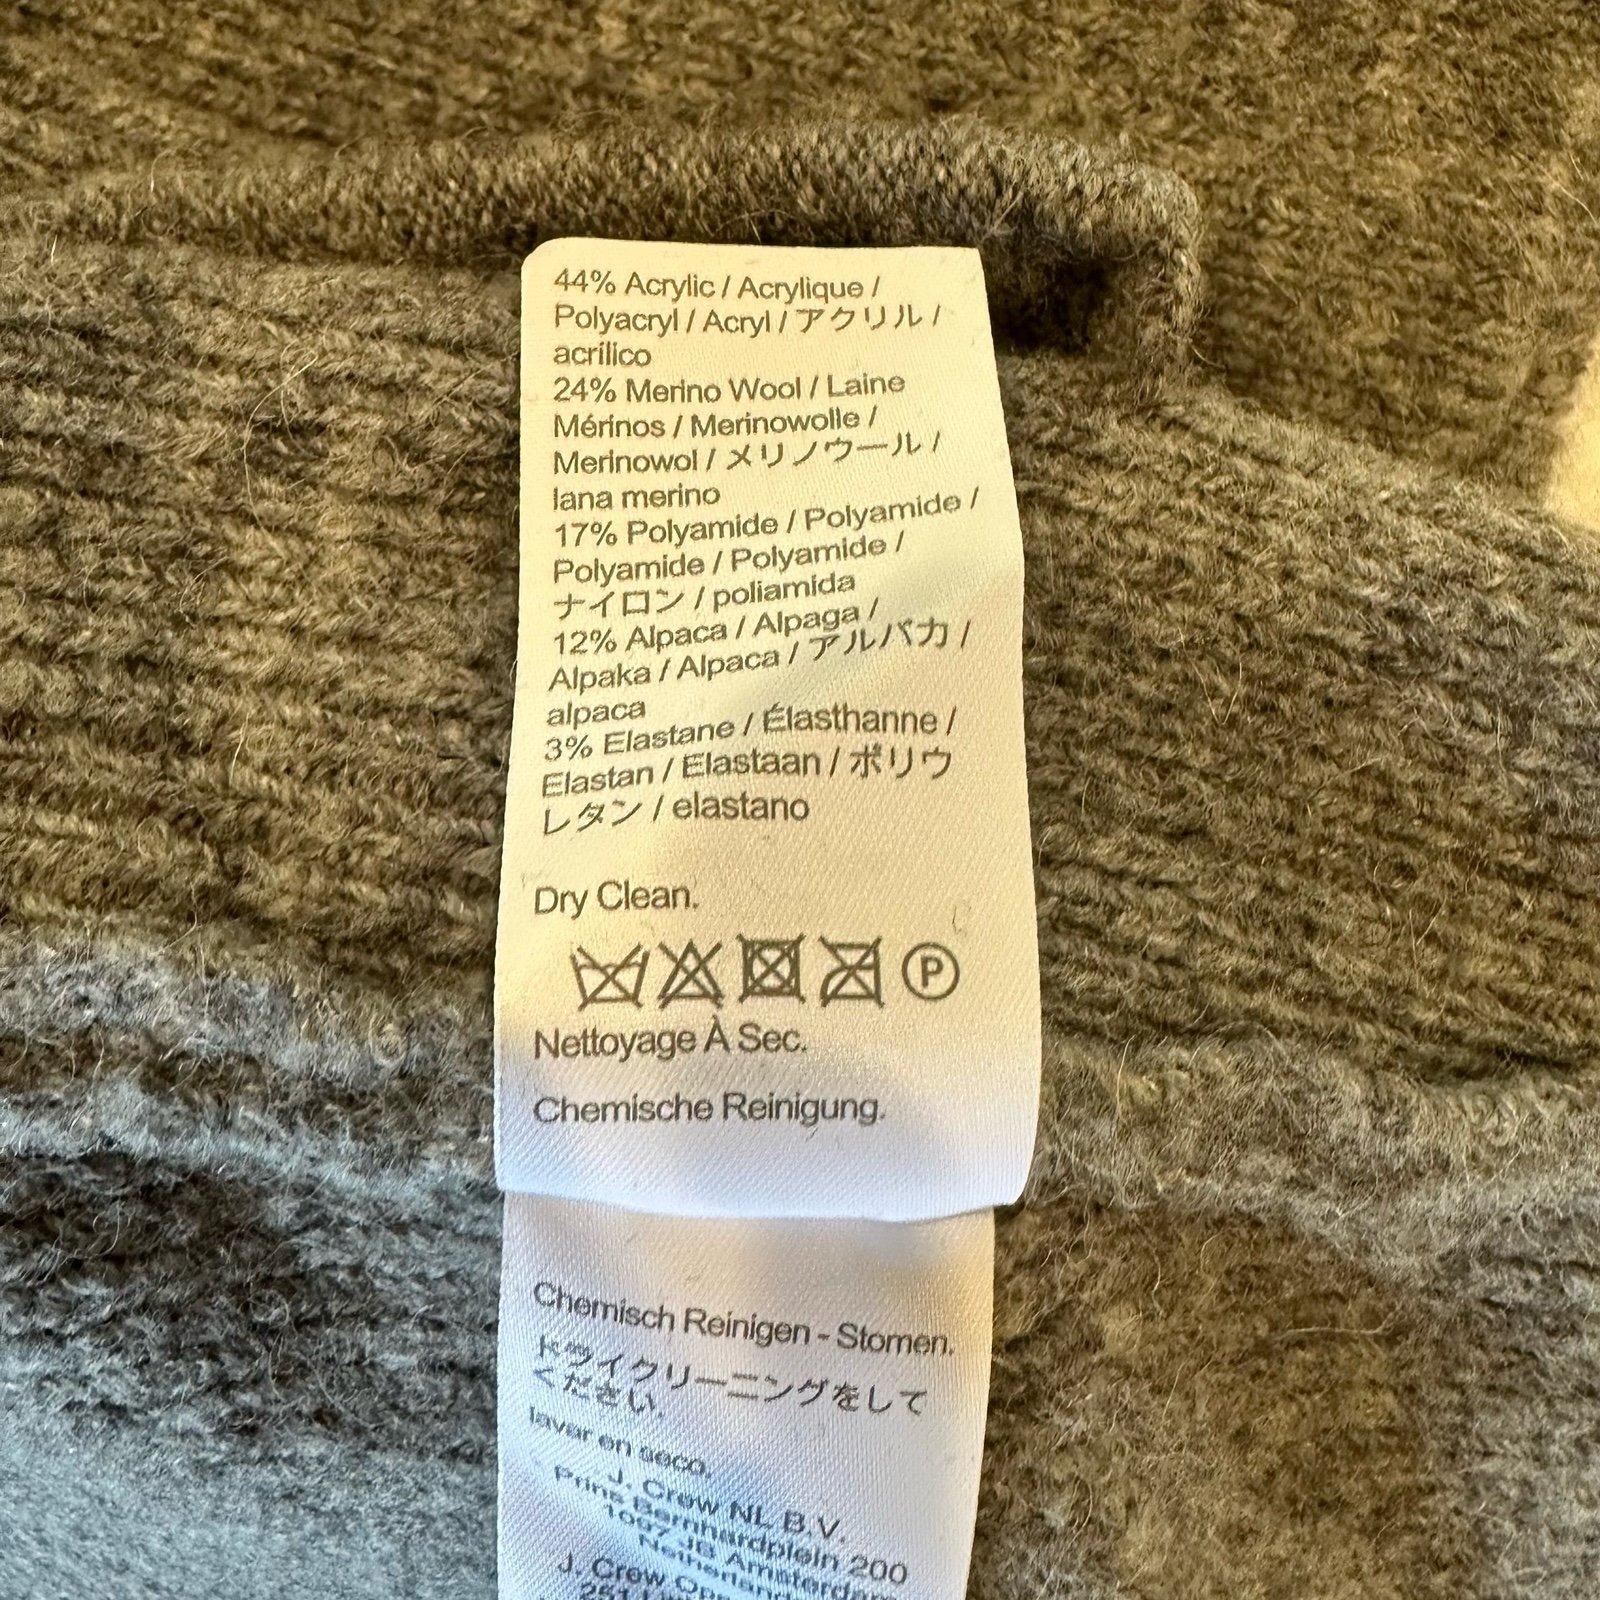 44% Acrylic / Acrylique /
Polyacryl / Acryl / アクリル /
acrílico
24% Merino Wool / Laine
Mérinos / Merinowolle /
Merinowol / メリノウール /
lana merino
17% Polyamide / Polyamide /
Polyamide / Polyamide /
ナイロン / poliamida
12% Alpaca / Alpaga /
Alpaka / Alpaca / アルパカ /
alpaca
3% Elastane / Élasthanne /
Elastan / Elastaan / ポリウ
レタン / elastano
Dry Clean.
P
Nettoyage À Sec.
Chemische Reinigung.
Chemisch Reinigen - Stomen.
ドライクリーニングをして
ください.
lavar en seco.
J. Crew NL B.V.
Prins Bernhardplein 200
1097 JB Amsterdam
J. Crew